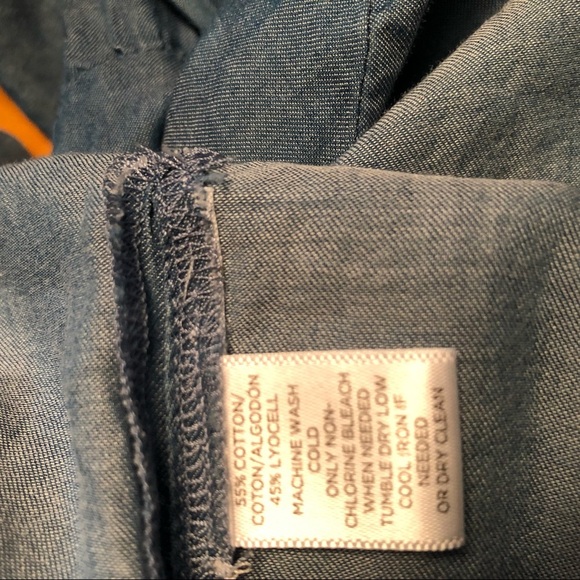 55% COTTON/
COTON/ALGODÓN
45% LYOCELL
MACHINE WASH
COLD
ONLY NON-
CHLORINE BLEACH
WHEN NEEDED
TUMBLE DRY LOW
COOL IRON IF
NEEDED
OR DRY CLEAN